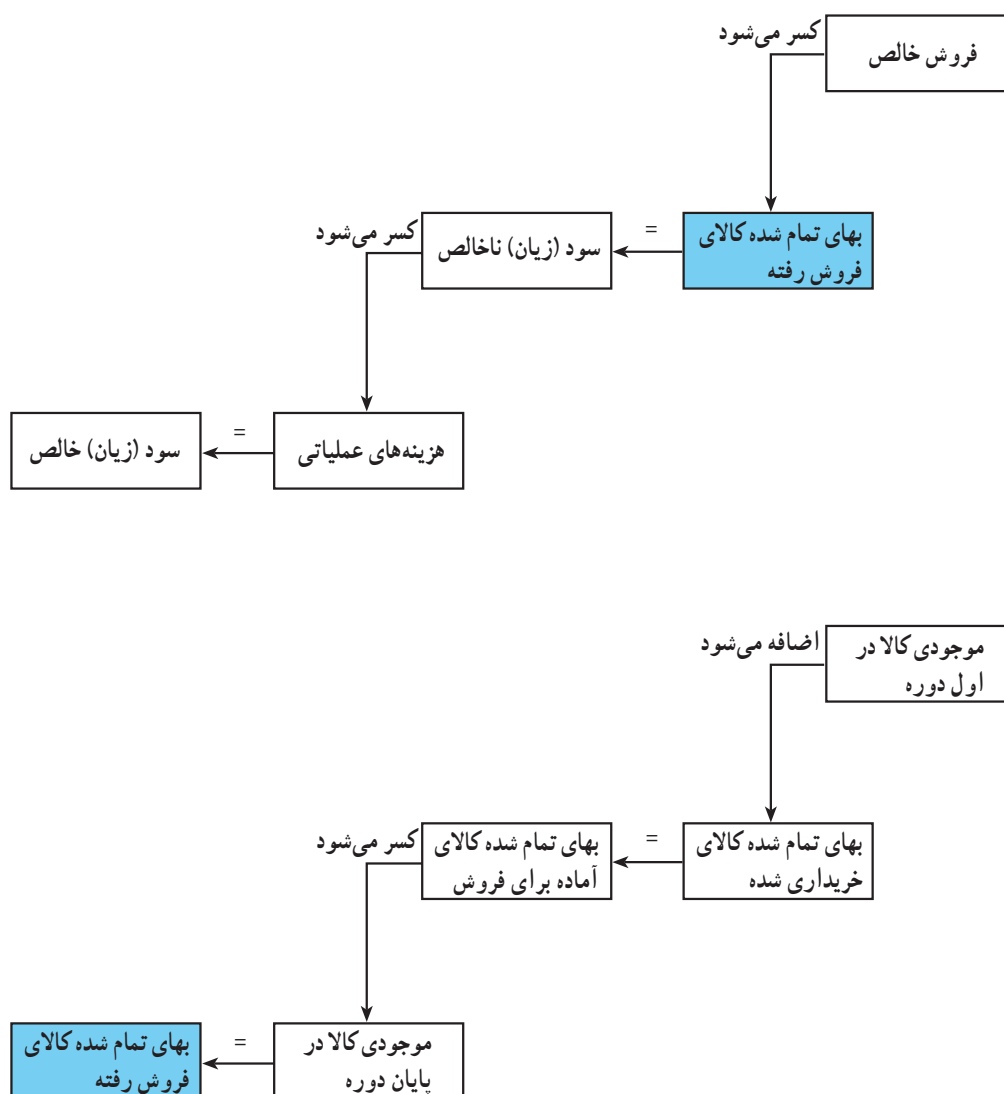 کسر می‌شود
فروش خالص
بهای تمام شده کالای
فروش رفته
=
سود (زیان) ناخالص
کسر می‌شود
هزینه‌های عملیاتی
=
سود (زیان) خالص
اضافه می‌شود
موجودی کالا در
اول دوره
بهای تمام شده کالای
خریداری شده
=
بهای تمام شده کالای
آماده برای فروش
کسر می‌شود
موجودی کالا در
پایان دوره
=
بهای تمام شده کالای
فروش رفته